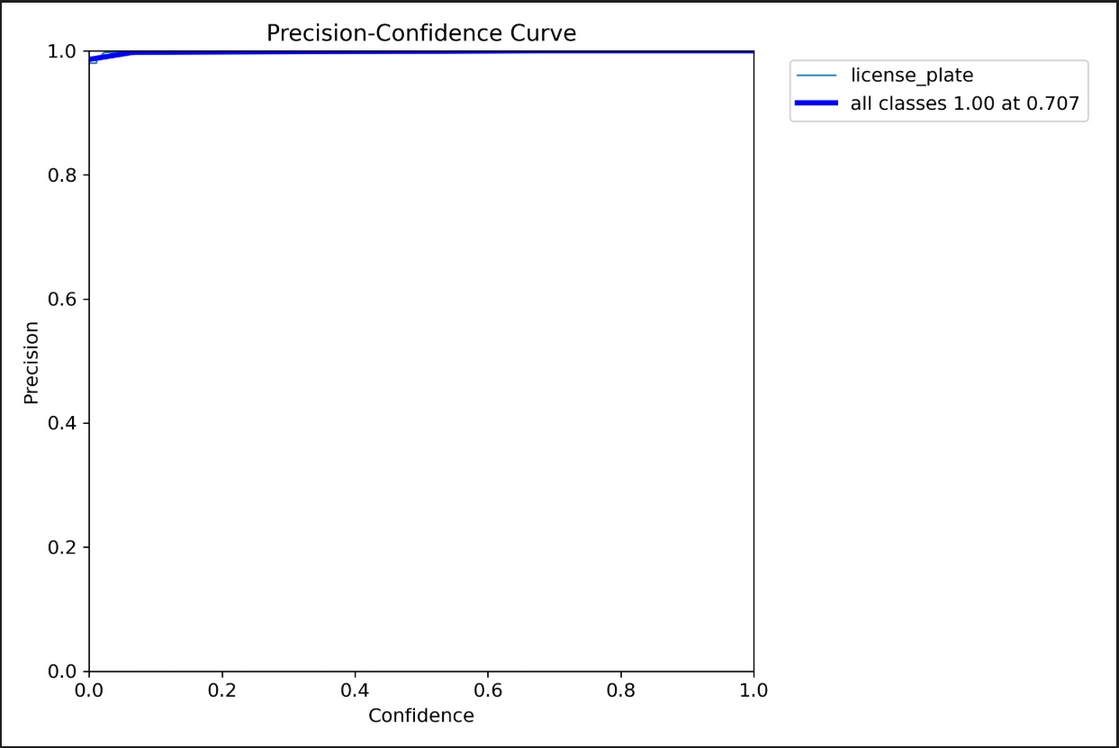 Precision-Confidence Curve
1.0
0.8
0.6
0.4
0.2
0.0
Precision
0.0 0.2 0.4 0.6 0.8 1.0
Confidence
license_plate
all classes 1.00 at 0.707